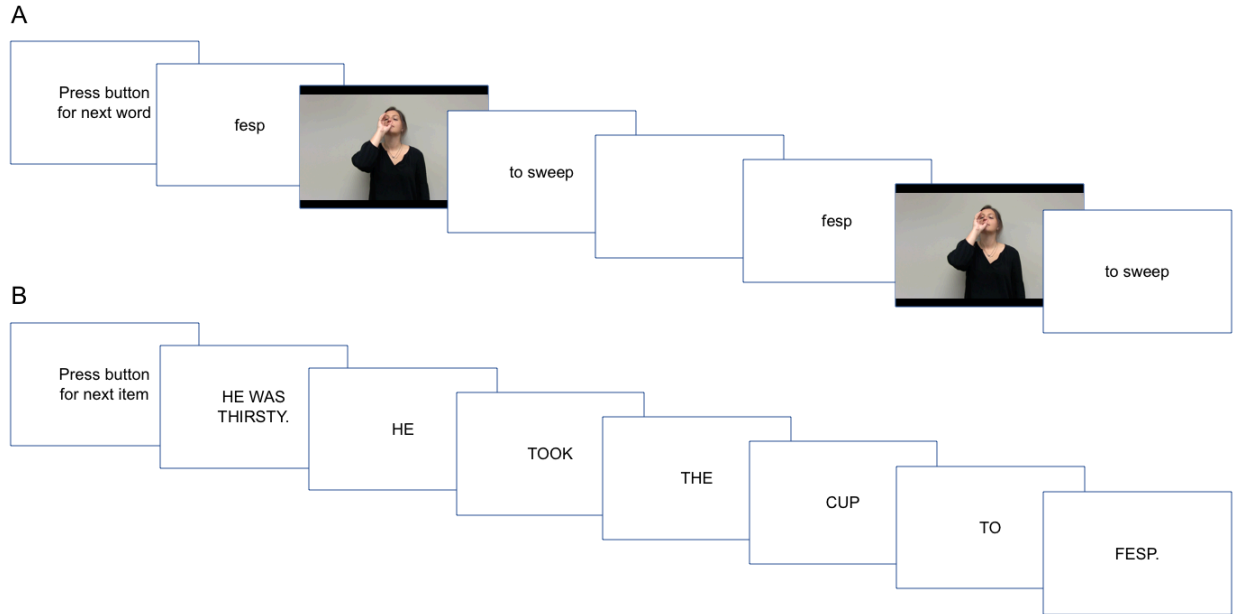 A
Press button
for next word
fesp
to sweep
fesp
to sweep
B
Press button
for next item
HE WAS
THIRSTY.
HE
TOOK
THE
CUP
TO
FESP.